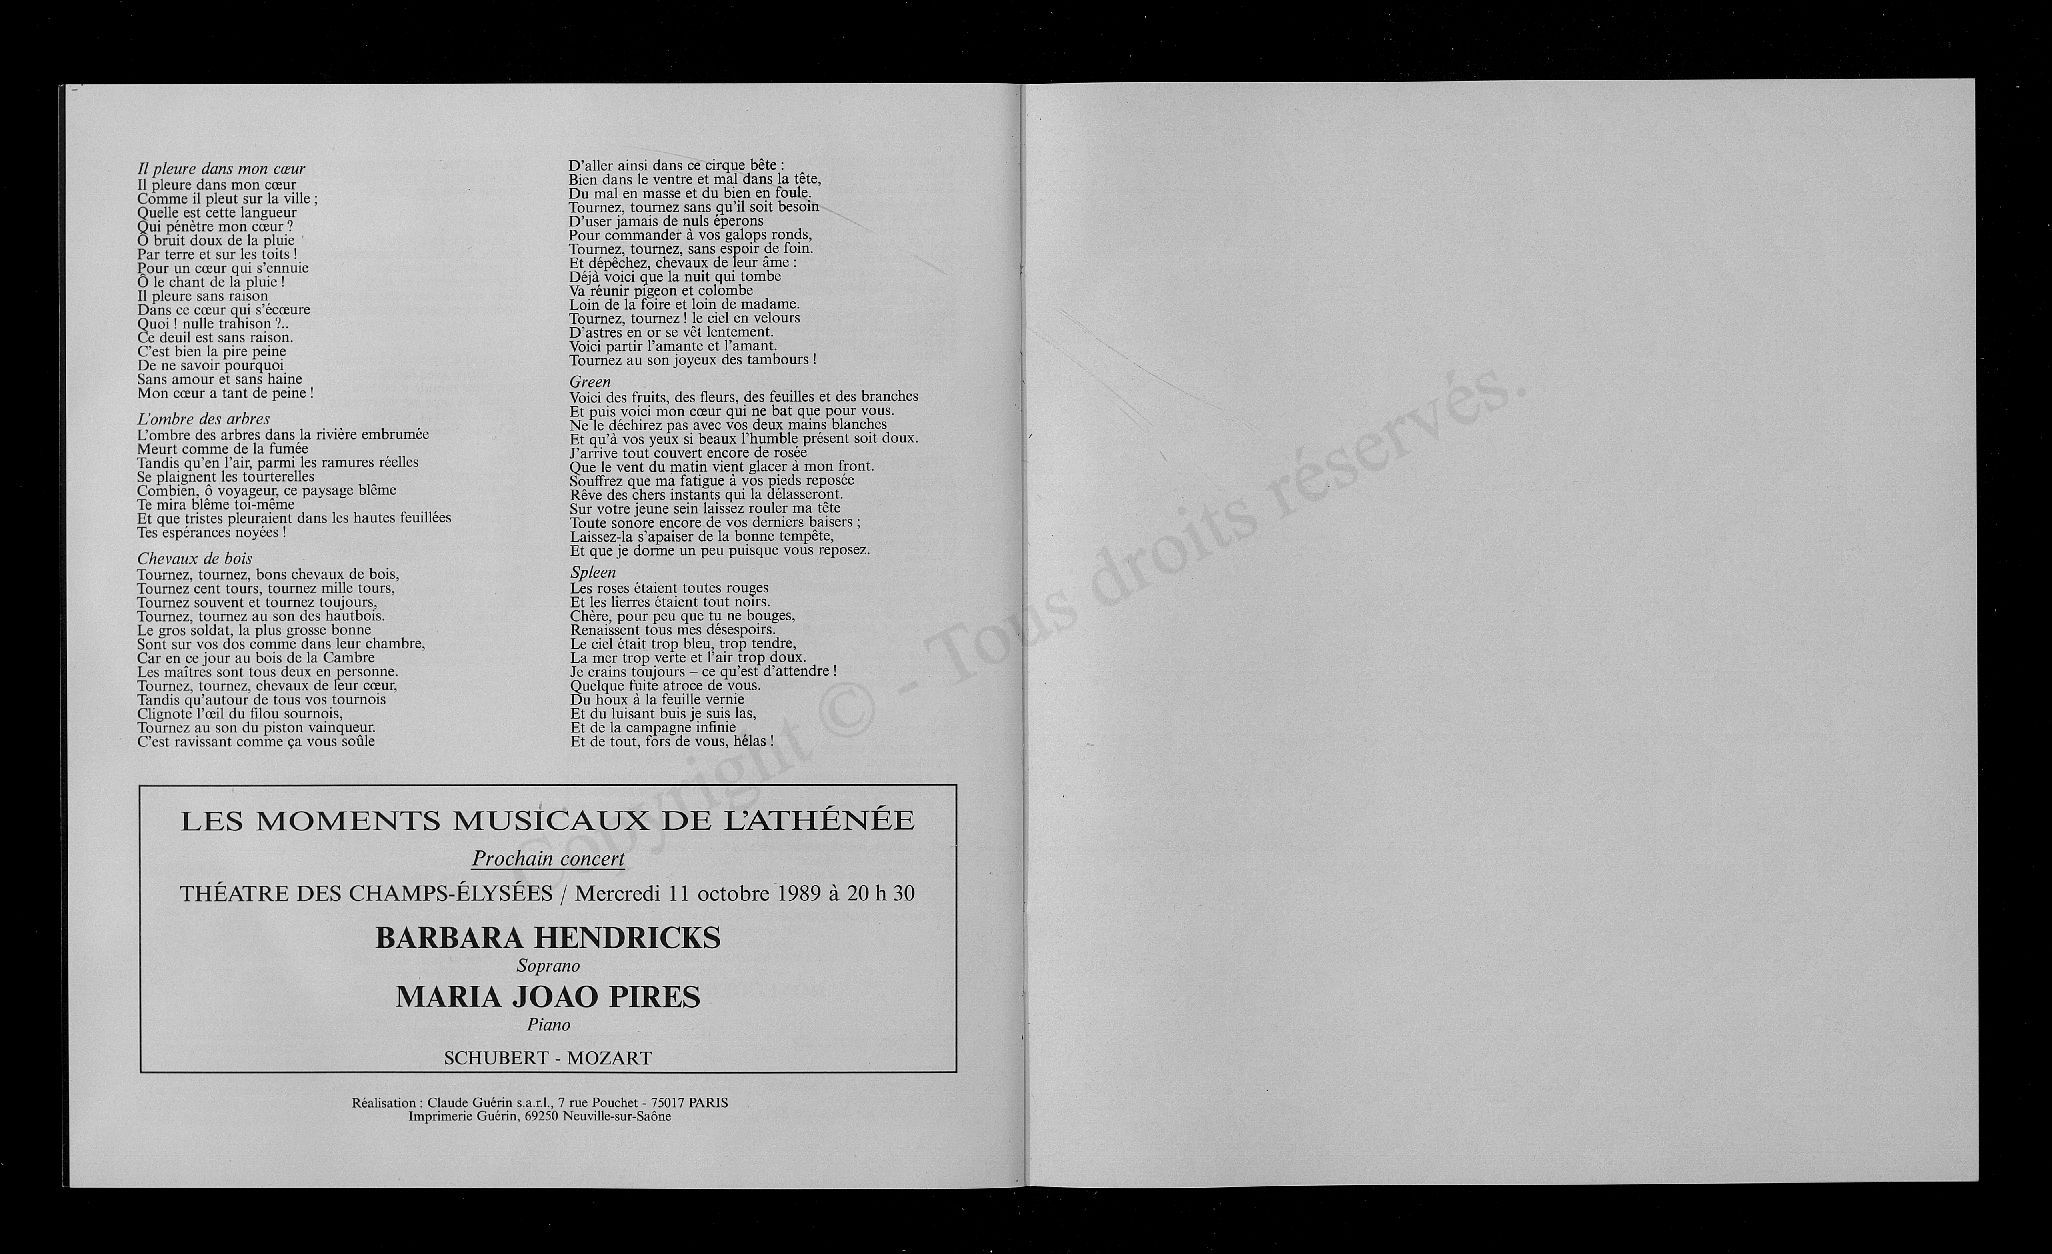 Il pleure dans mon cœur
Il pleure dans mon cœur
Comme il pleut sur la ville ;
Quelle est cette langueur
Qui pénètre mon cœur ?
Ô bruit doux de la pluie
Par terre et sur les toits !
Pour un cœur qui s'ennuie
Ô le chant de la pluie !
Il pleure sans raison
Dans ce cœur qui s'écœure
Quoi ! nulle trahison ?..
Ce deuil est sans raison.
C'est bien la pire peine
De ne savoir pourquoi
Sans amour et sans haine
Mon cœur a tant de peine !
L'ombre des arbres
L'ombre des arbres dans la rivière embrumée
Meurt comme de la fumée
Tandis qu'en l'air, parmi les ramures réelles
Se plaignent les tourterelles
Combien, ô voyageur, ce paysage blême
Te mira blême toi-même
Et que tristes pleuraient dans les hautes feuillées
Tes espérances noyées !
Chevaux de bois
Tournez, tournez, bons chevaux de bois,
Tournez cent tours, tournez mille tours,
Tournez souvent et tournez toujours,
Tournez, tournez au son des hautbois.
Le gros soldat, la plus grosse bonne
Sont sur vos dos comme dans leur chambre,
Car en ce jour au bois de la Cambre
Les maîtres sont tous deux en personne.
Tournez, tournez, chevaux de leur cœur,
Tandis qu'autour de tous vos tournois
Clignote l'œil du filou sournois,
Tournez au son du piston vainqueur.
C'est ravissant comme ça vous soûle
D'aller ainsi dans ce cirque bête :
Bien dans le ventre et mal dans la tête,
Du mal en masse et du bien en foule.
Tournez, tournez sans qu'il soit besoin
D'user jamais de nuls éperons
Pour commander à vos galops ronds,
Tournez, tournez, sans espoir de foin.
Et dépêchez, chevaux de leur âme :
Déjà voici que la nuit qui tombe
Va réunir pigeon et colombe
Loin de la foire et loin de madame.
Tournez, tournez ! le ciel en velours
D'astres en or se vêt lentement.
Voici partir l'amante et l'amant.
Tournez au son joyeux des tambours !
Green
Voici des fruits, des fleurs, des feuilles et des branches
Et puis voici mon cœur qui ne bat que pour vous.
Ne le déchirez pas avec vos deux mains blanches
Et qu'à vos yeux si beaux l'humble présent soit doux.
J'arrive tout couvert encore de rosée
Que le vent du matin vient glacer à mon front.
Souffrez que ma fatigue à vos pieds reposée
Rêve des chers instants qui la délasseront.
Sur votre jeune sein laissez rouler ma tête
Toute sonore encore de vos derniers baisers ;
Laissez-la s'apaiser de la bonne tempête,
Et que je dorme un peu puisque vous reposez.
Spleen
Les roses étaient toutes rouges
Et les lierres étaient tout noirs.
Chère, pour peu que tu ne bouges,
Renaissent tous mes désespoirs.
Le ciel était trop bleu, trop tendre,
La mer trop verte et l'air trop doux.
Je crains toujours – ce qu'est d'attendre !
Quelque fuite atroce de vous.
Du houx à la feuille vernie
Et du luisant buis je suis las,
Et de la campagne infinie
Et de tout, fors de vous, hélas !
LES MOMENTS MUSICAUX DE L'ATHÉNÉE
Prochain concert
THÉATRE DES CHAMPS-ÉLYSÉES / Mercredi 11 octobre 1989 à 20 h 30
BARBARA HENDRICKS
Soprano
MARIA JOAO PIRES
Piano
SCHUBERT - MOZART
Réalisation : Claude Guérin s.a.r.l., 7 rue Pouchet - 75017 PARIS
Imprimerie Guérin, 69250 Neuville-sur-Saône
Copyright © - Tous droits réservés.